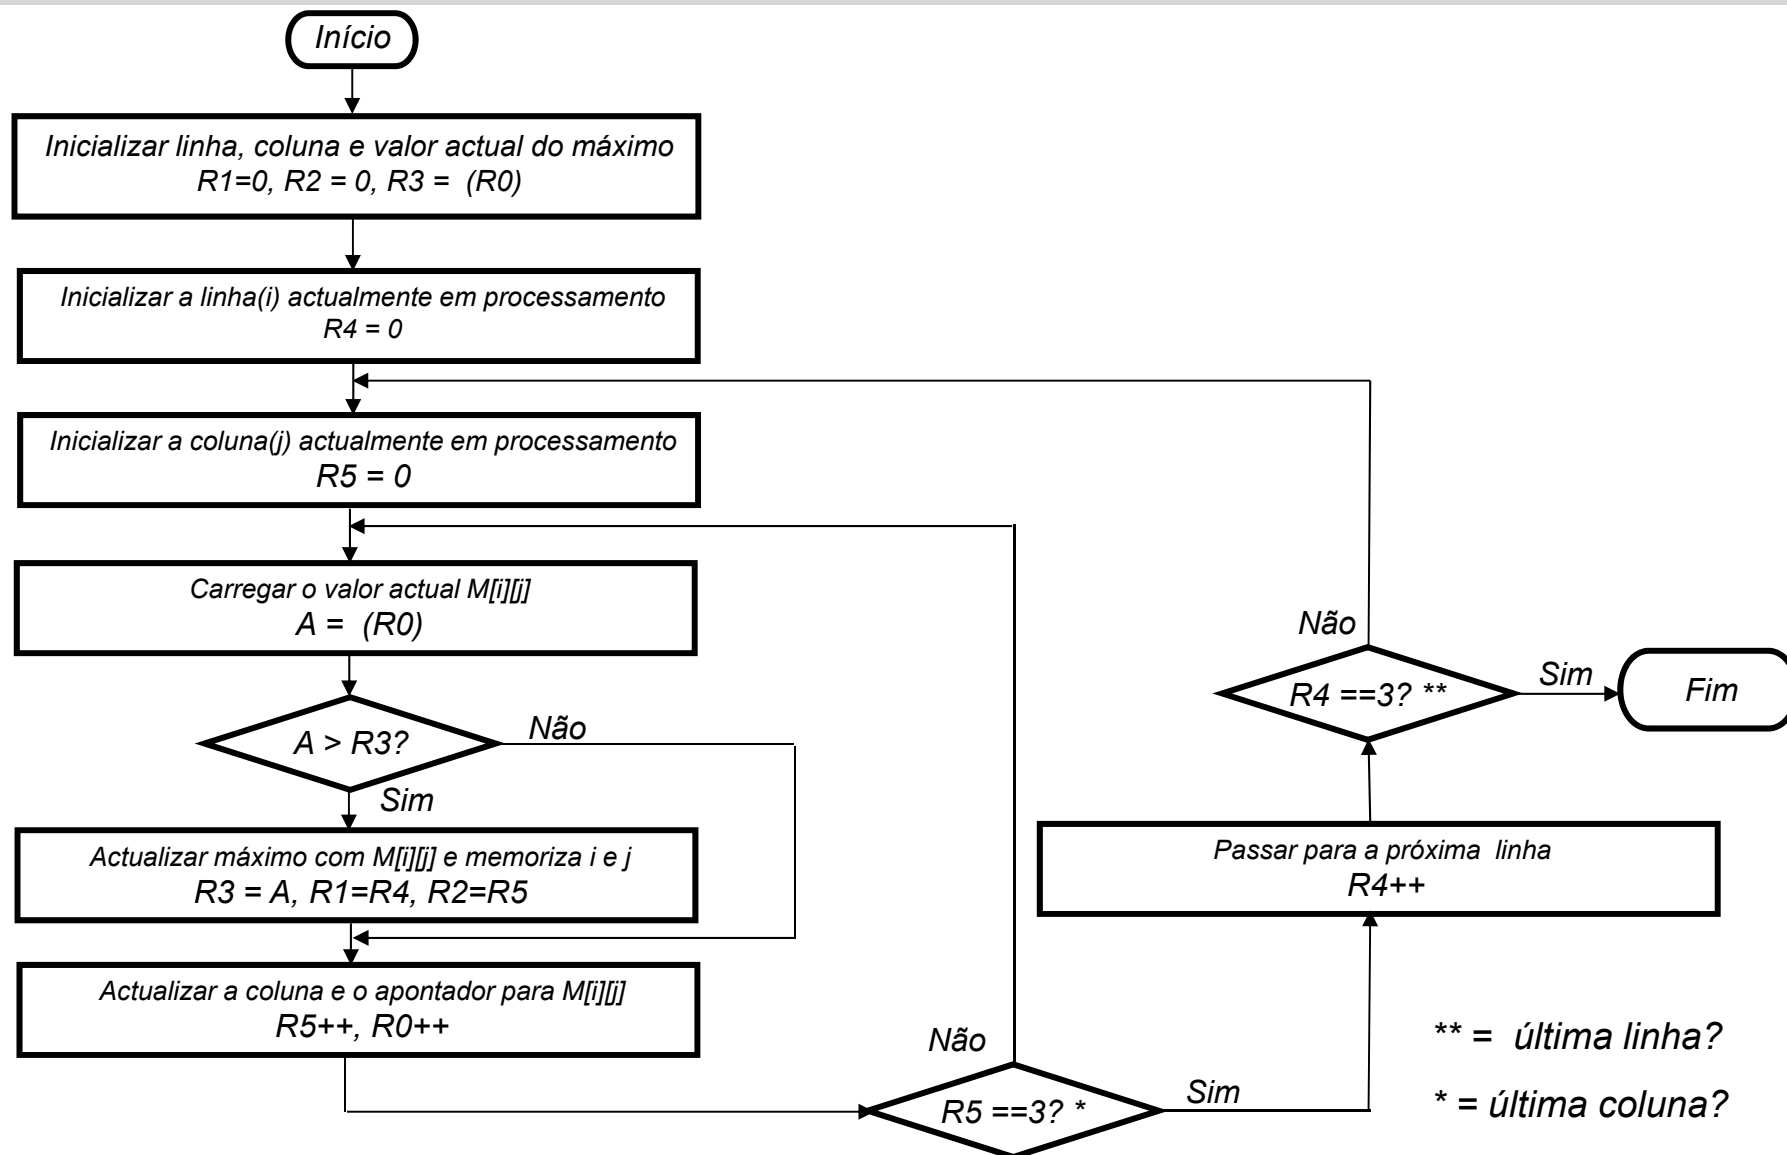 Início
Inicializar linha, coluna e valor actual do máximo
R1=0, R2 = 0, R3 = (R0)
Inicializar a linha(i) actualmente em processamento
R4 = 0
Inicializar a coluna(j) actualmente em processamento
R5 = 0
Carregar o valor actual M[i][j]
A = (R0)
A > R3?
Não
Sim
Actualizar máximo com M[i][j] e memoriza i e j
R3 = A, R1=R4, R2=R5
Actualizar a coluna e o apontador para M[i][j]
R5++, R0++
R5 ==3? *
Não
Sim
Passar para a próxima linha
R4++
R4 ==3? **
Não
Sim
Fim
** = última linha?
* = última coluna?